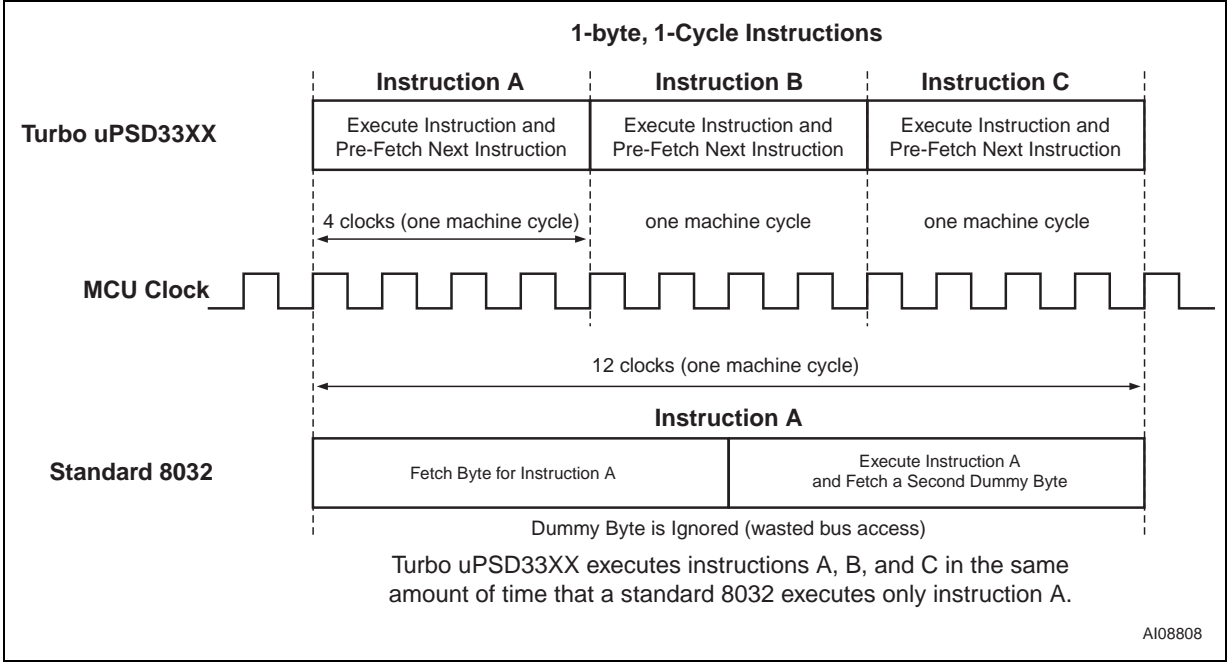 1-byte, 1-Cycle Instructions
Instruction A
Instruction B
Instruction C
Turbo uPSD33XX
Execute Instruction and
Pre-Fetch Next Instruction
Execute Instruction and
Pre-Fetch Next Instruction
Execute Instruction and
Pre-Fetch Next Instruction
4 clocks (one machine cycle)
one machine cycle
one machine cycle
MCU Clock
12 clocks (one machine cycle)
Instruction A
Standard 8032
Fetch Byte for Instruction A
Execute Instruction A
and Fetch a Second Dummy Byte
Dummy Byte is Ignored (wasted bus access)
Turbo uPSD33XX executes instructions A, B, and C in the same
amount of time that a standard 8032 executes only instruction A.
AI08808